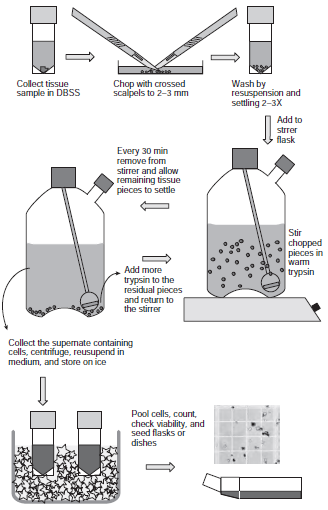 Collect tissue
sample in DBSS
Chop with crossed
scalpels to 2–3 mm
Wash by
resuspension and
settling 2–3X
Add to
strrer
flask
Every 30 min
remove from
stirrer and allow
remaining tissue
pieces to settle
Stir
chopped
pieces in
warm
trypsin
Add more
trypsin to the
residual pieces
and return to
the stirrer
Collect the supernate containing
cells, centrifuge, reusupend in
medium, and store on ice
Pool cells, count,
check viability, and
seed flasks or
dishes